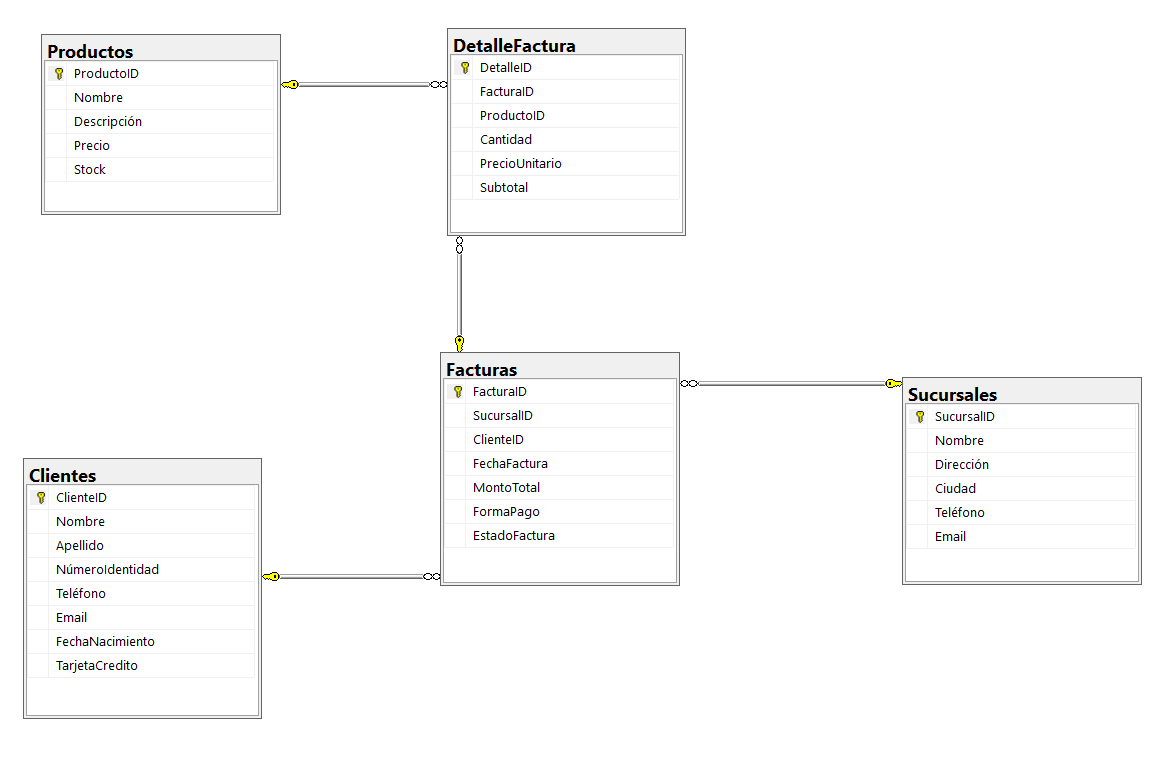 Productos
ProductoID
Nombre
Descripción
Precio
Stock
DetalleFactura
DetalleID
FacturaID
ProductoID
Cantidad
PrecioUnitario
Subtotal
Facturas
FacturaID
SucursalID
ClienteID
FechaFactura
MontoTotal
FormaPago
EstadoFactura
Sucursales
SucursalID
Nombre
Dirección
Ciudad
Teléfono
Email
Clientes
ClienteID
Nombre
Apellido
NúmeroIdentidad
Teléfono
Email
FechaNacimiento
TarjetaCredito